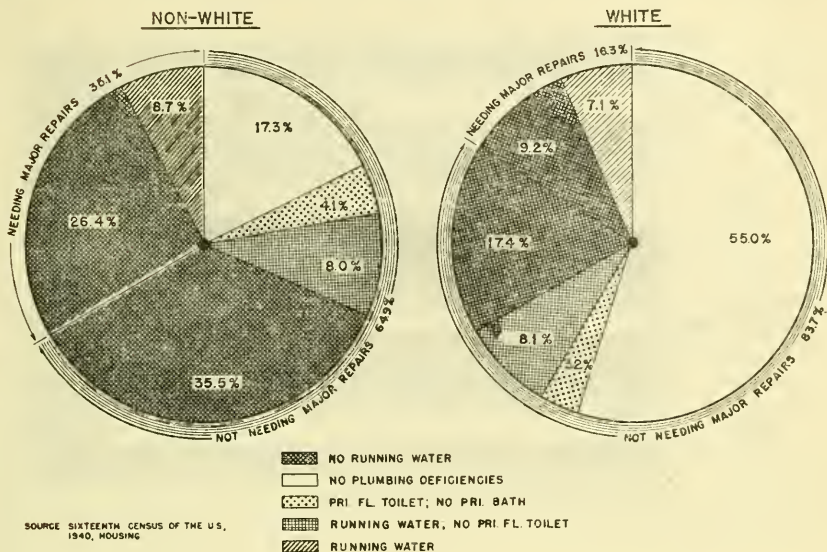 NON-WHITE
NEEDING MAJOR REPAIRS 35.1%
8.7%
17.3%
4.1%
26.4%
8.0%
35.5%
NOT NEEDING MAJOR REPAIRS 64.9%
WHITE
NEEDING MAJOR REPAIRS 16.3%
7.1%
9.2%
17.4%
55.0%
8.1%
NOT NEEDING MAJOR REPAIRS 83.7%
NO RUNNING WATER
NO PLUMBING DEFICIENCIES
PRI. FL. TOILET; NO PRI. BATH
RUNNING WATER; NO PRI. FL. TOILET
RUNNING WATER
SOURCE SIXTEENTH CENSUS OF THE U.S,
1940, HOUSING